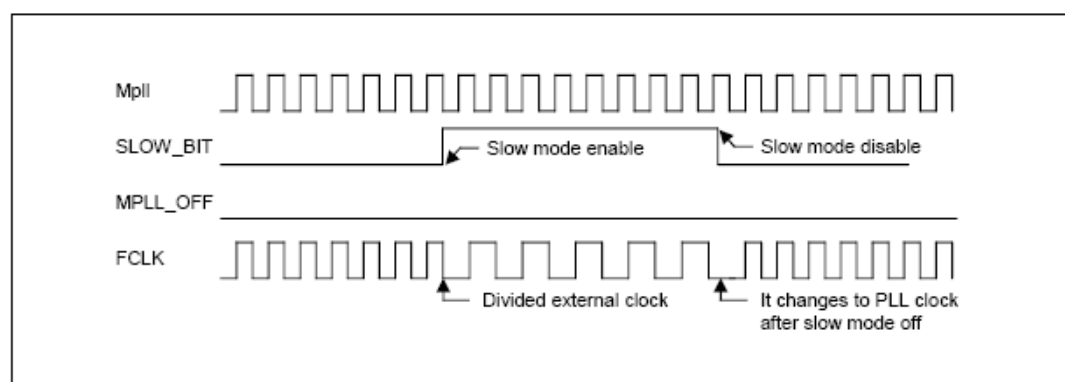 Mpll
SLOW_BIT
Slow mode enable
Slow mode disable
MPLL_OFF
FCLK
Divided external clock
It changes to PLL clock
after slow mode off